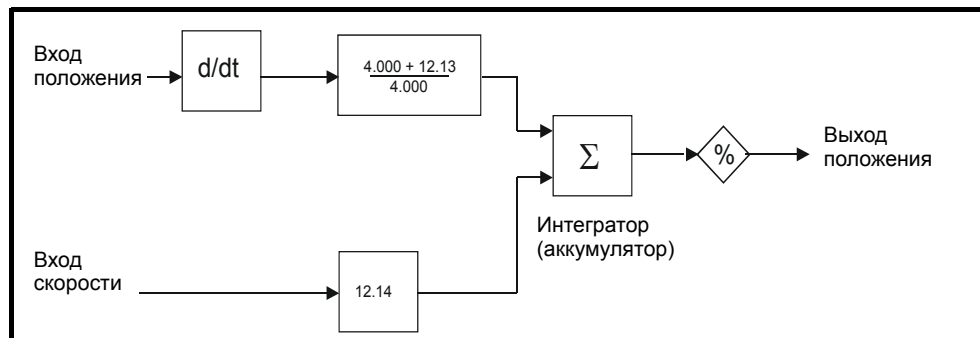 Вход
положения
d/dt
4.000 + 12.13
4.000
Σ
%
Выход
положения
Интегратор
(аккумулятор)
Вход
скорости
12.14